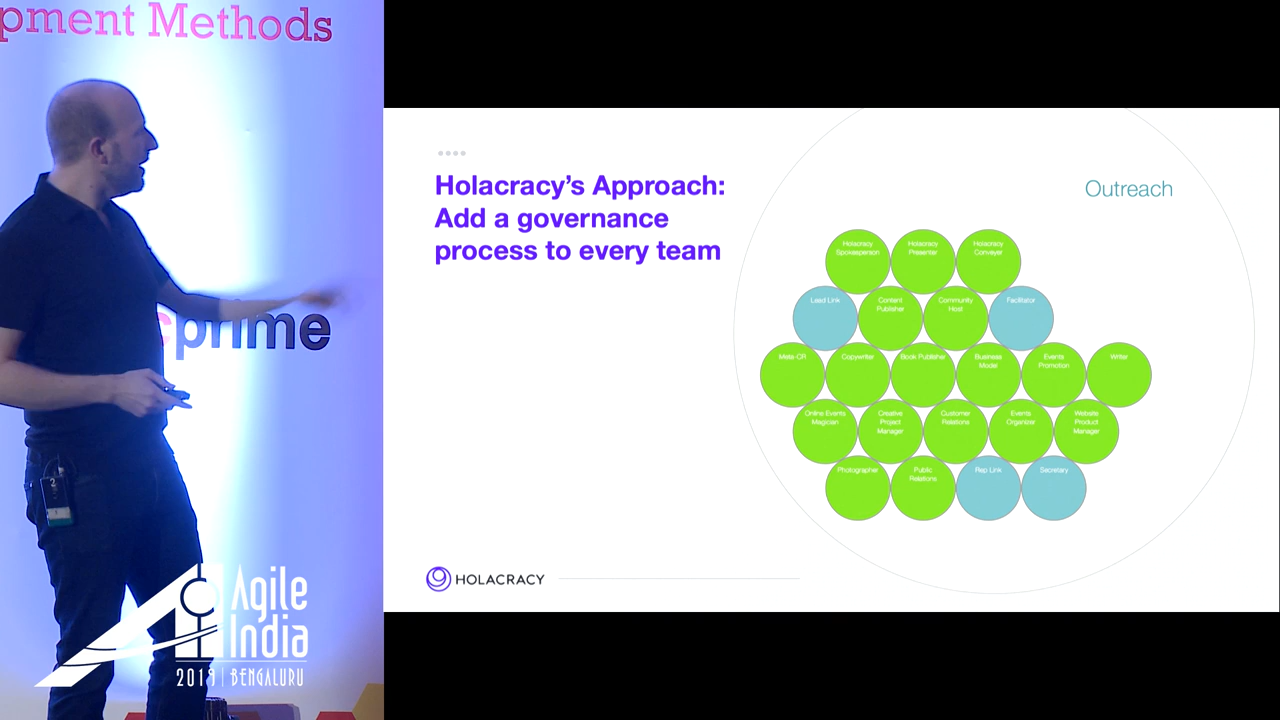 pment Methods
prime
Agile
India
2019 | BENGALURU
Holacracy's Approach:
Add a governance
process to every team
Outreach
Holacracy
Spokesperson
Holacracy
Presenter
Holacracy
Conveyer
Lead Link
Content
Publisher
Community
Host
Facilitator
Meta-CR
Copywriter
Book Publisher
Business
Model
Events
Promotion
Writer
Online Events
Magician
Creative
Project
Manager
Customer
Relations
Events
Organizer
Website
Product
Manager
Photographer
Public
Relations
Rep Link
Secretary
HOLACRACY